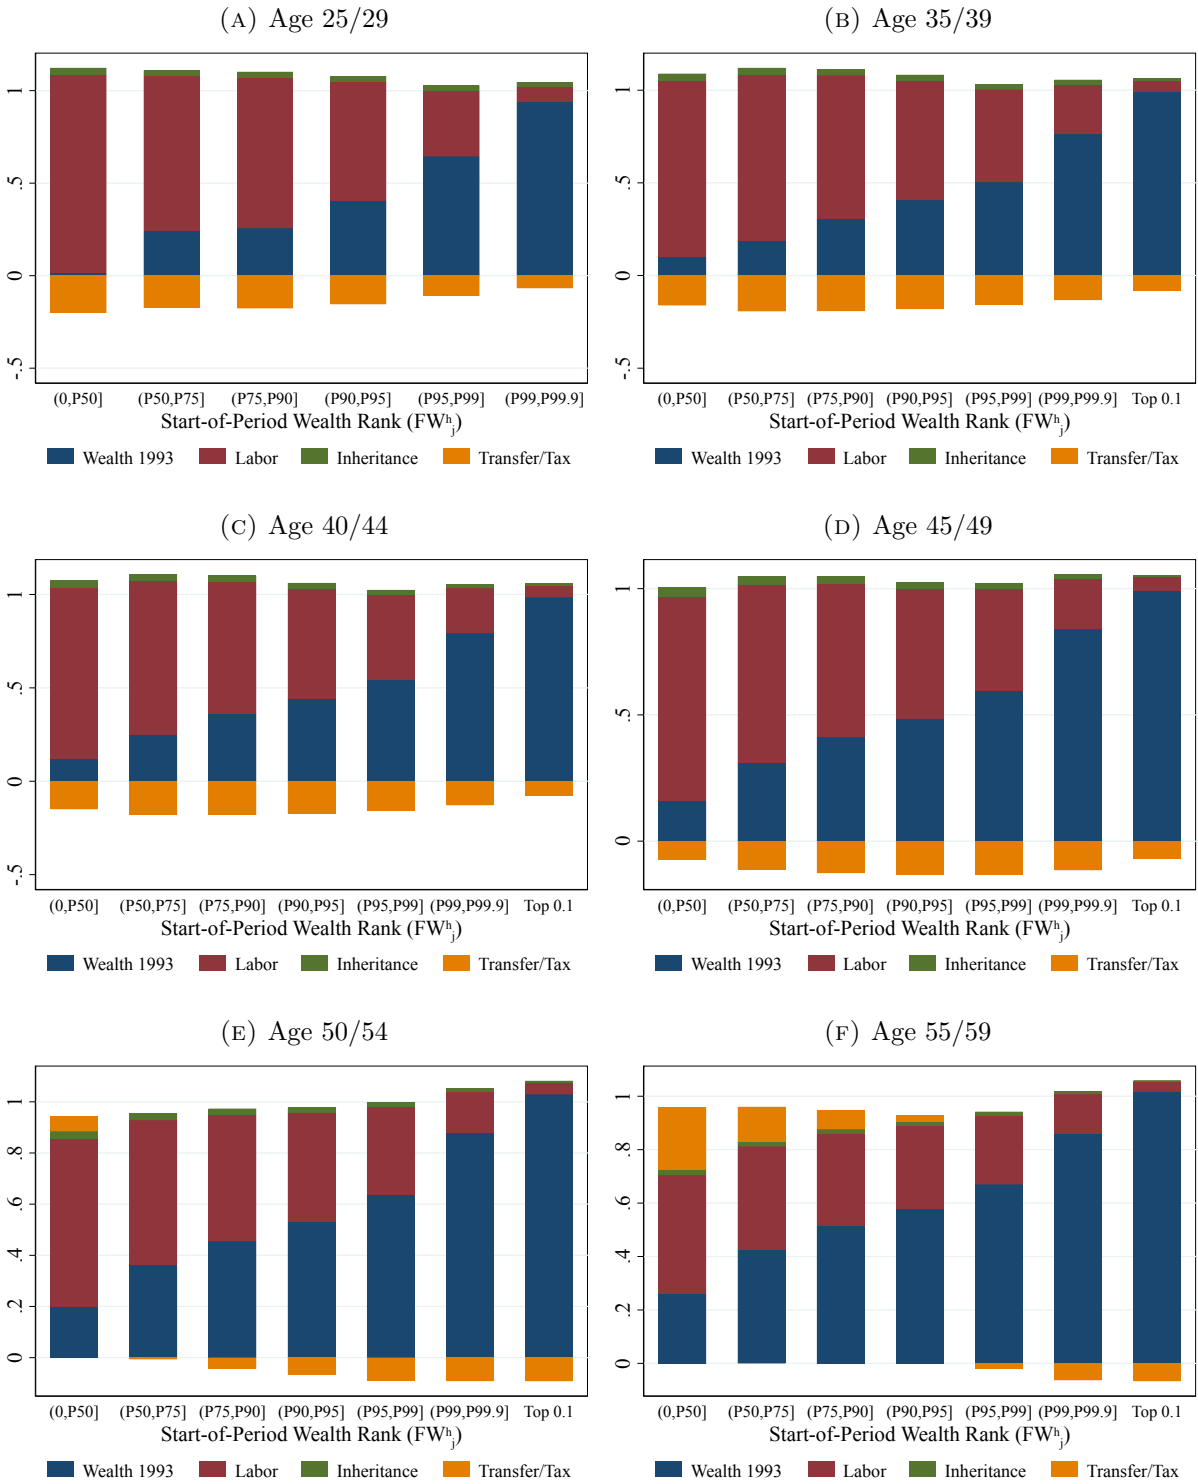 (A) Age 25/29
1
.5
0
-.5
(0,P50] (P50,P75] (P75,P90] (P90,P95] (P95,P99] (P99,P99.9]
Start-of-Period Wealth Rank (FWʰⱼ)
Wealth 1993 Labor Inheritance Transfer/Tax
(B) Age 35/39
1
.5
0
-.5
(0,P50] (P50,P75] (P75,P90] (P90,P95] (P95,P99] (P99,P99.9] Top 0.1
Start-of-Period Wealth Rank (FWʰⱼ)
Wealth 1993 Labor Inheritance Transfer/Tax
(C) Age 40/44
1
.5
0
-.5
(0,P50] (P50,P75] (P75,P90] (P90,P95] (P95,P99] (P99,P99.9] Top 0.1
Start-of-Period Wealth Rank (FWʰⱼ)
Wealth 1993 Labor Inheritance Transfer/Tax
(D) Age 45/49
1
.5
0
(0,P50] (P50,P75] (P75,P90] (P90,P95] (P95,P99] (P99,P99.9] Top 0.1
Start-of-Period Wealth Rank (FWʰⱼ)
Wealth 1993 Labor Inheritance Transfer/Tax
(E) Age 50/54
1
.8
.6
.4
.2
0
(0,P50] (P50,P75] (P75,P90] (P90,P95] (P95,P99] (P99,P99.9] Top 0.1
Start-of-Period Wealth Rank (FWʰⱼ)
Wealth 1993 Labor Inheritance Transfer/Tax
(F) Age 55/59
1
.8
.6
.4
.2
0
(0,P50] (P50,P75] (P75,P90] (P90,P95] (P95,P99] (P99,P99.9] Top 0.1
Start-of-Period Wealth Rank (FWʰⱼ)
Wealth 1993 Labor Inheritance Transfer/Tax